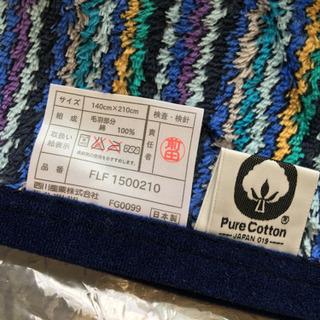 サイズ 140cm×210cm
検査・検針
組成 毛羽部分
綿 100%
取扱い
絵表示
責任者
品番 FLF 1500210
西川産業株式会社
FG0099
日本製
Pure Cotton
®
JAPAN 019